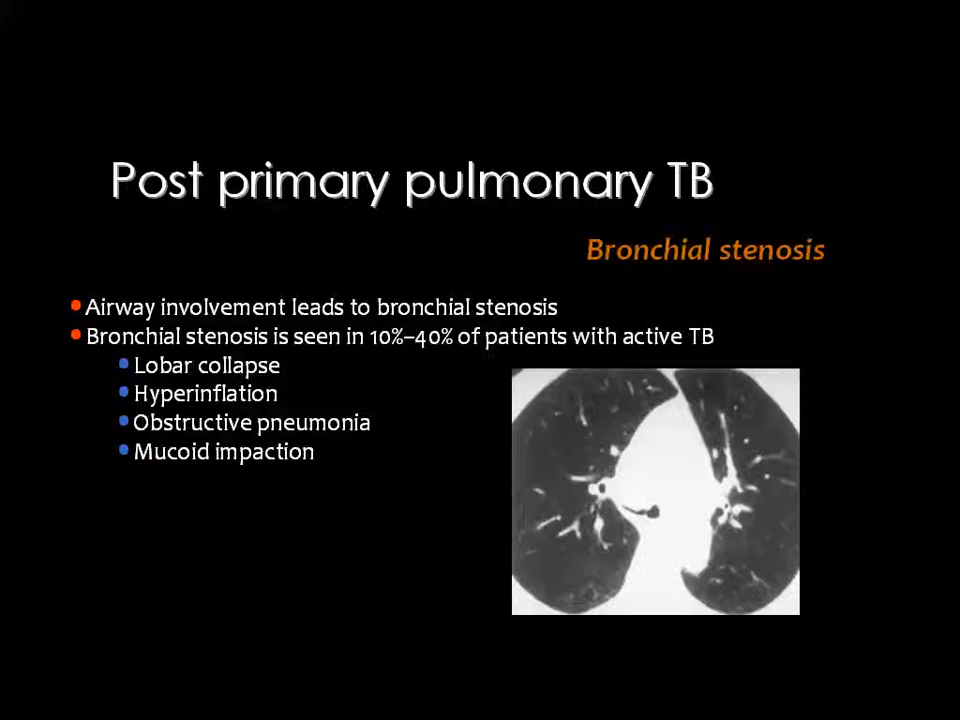 Post primary pulmonary TB
Bronchial stenosis
• Airway involvement leads to bronchial stenosis
• Bronchial stenosis is seen in 10%–40% of patients with active TB
• Lobar collapse
• Hyperinflation
• Obstructive pneumonia
• Mucoid impaction